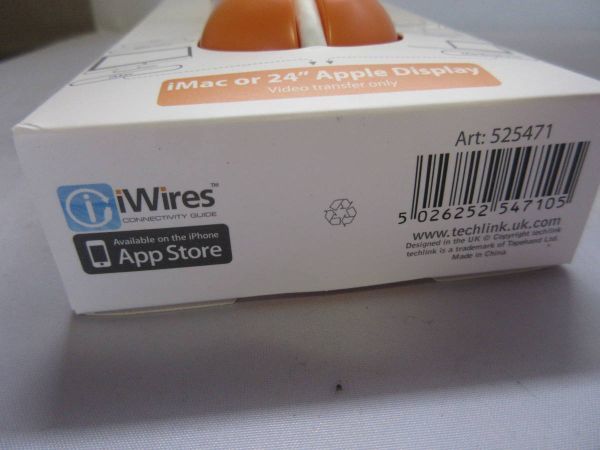 iMac or 24" Apple Display
Video transfer only
Art: 525471
iWires™
CONNECTIVITY GUIDE
Available on the iPhone
App Store
5 026252 547105
www.techlink.uk.com
Designed in the UK © Copyright techlink
techlink is a trademark of Tapehand Ltd.
Made in China